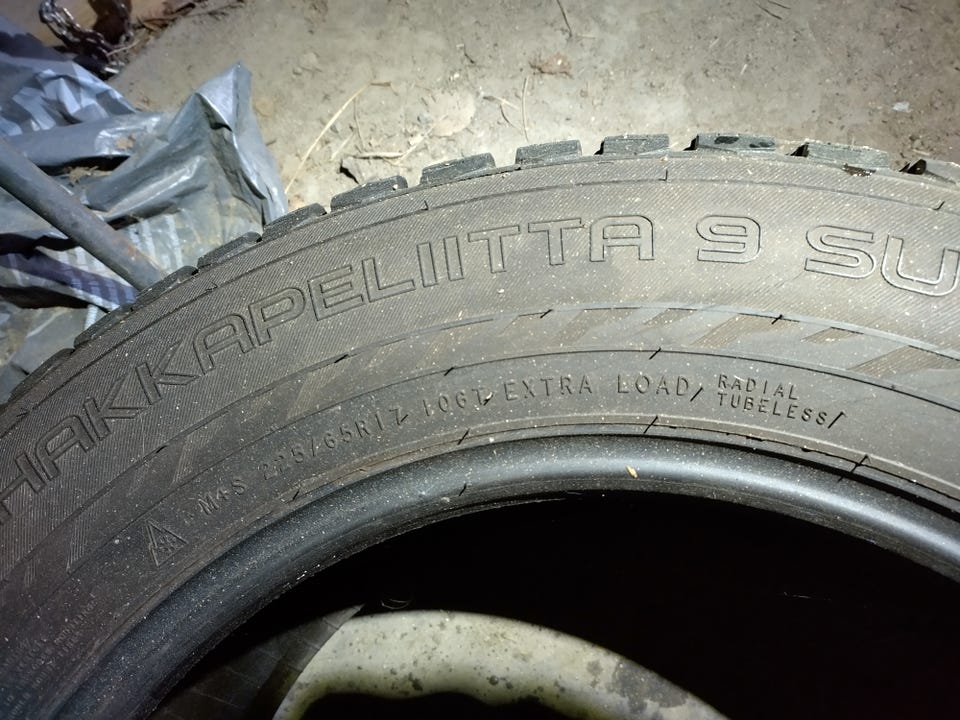 HAKKAPELIITTA 9 SU
M+S 225/65R17 106T EXTRA LOAD RADIAL
TUBELESS